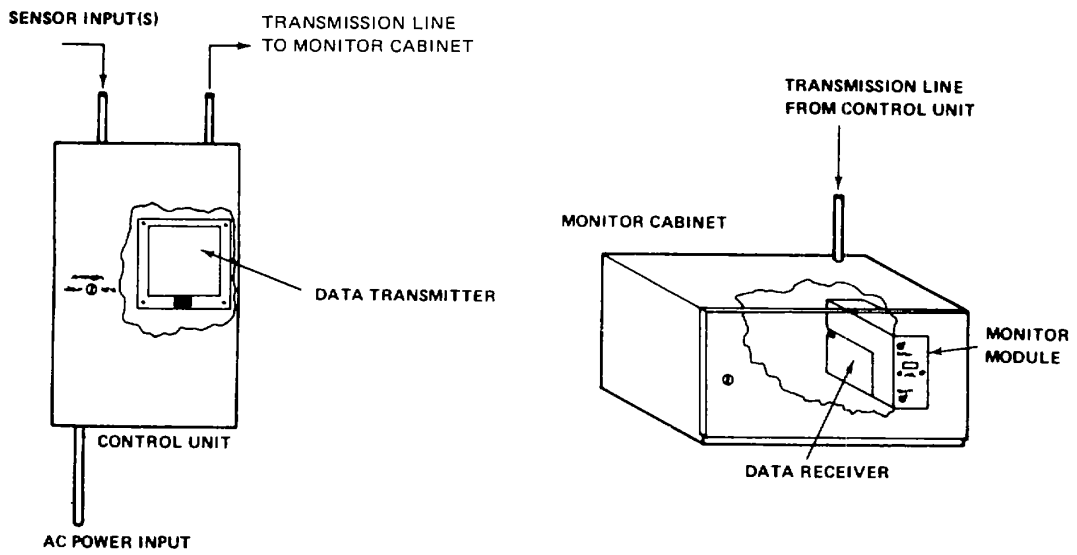 SENSOR INPUT(S)
TRANSMISSION LINE
TO MONITOR CABINET
DATA TRANSMITTER
CONTROL UNIT
AC POWER INPUT
TRANSMISSION LINE
FROM CONTROL UNIT
MONITOR CABINET
MONITOR
MODULE
DATA RECEIVER